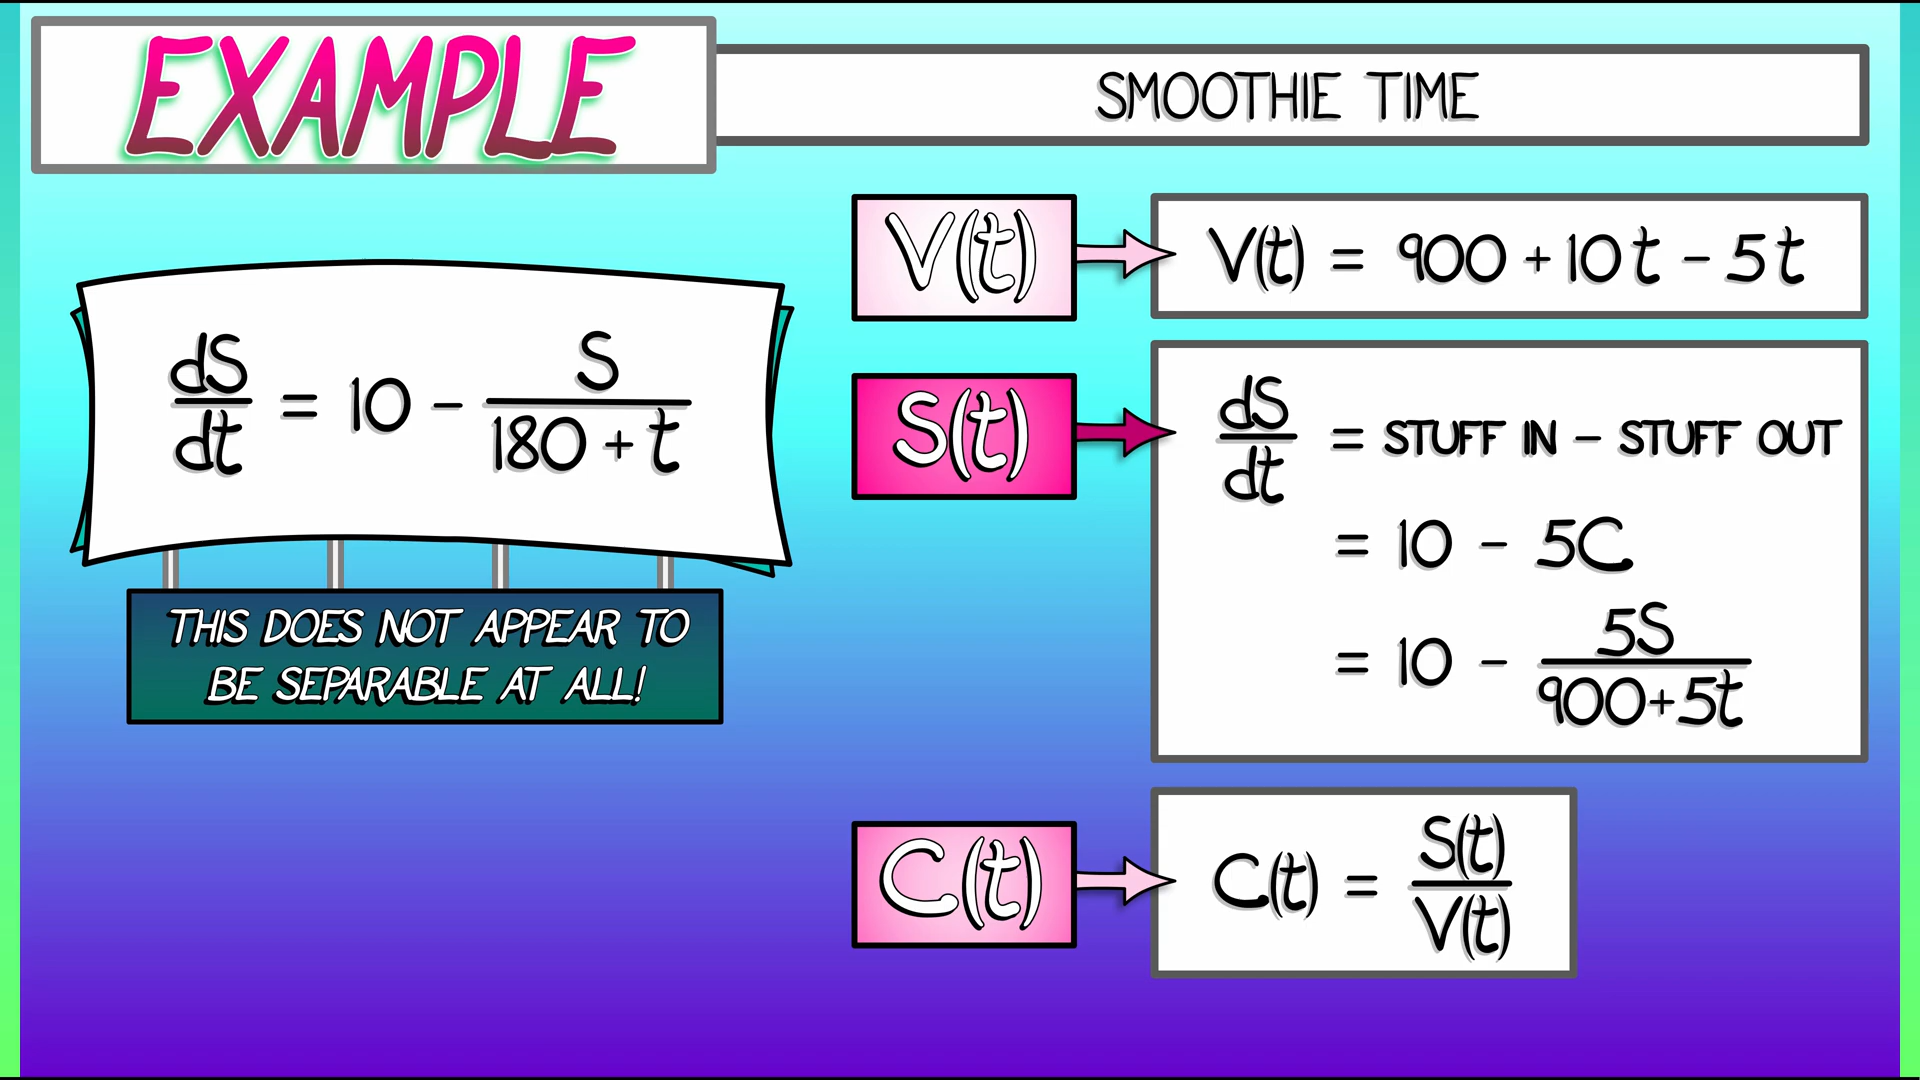 EXAMPLE
SMOOTHIE TIME
dS/dt = 10 - S/(180 + t)
THIS DOES NOT APPEAR TO
BE SEPARABLE AT ALL!
V(t)
V(t) = 900 + 10t - 5t
S(t)
dS/dt = STUFF IN - STUFF OUT
= 10 - 5C
= 10 - 5S/(900+5t)
C(t)
C(t) = S(t)/V(t)